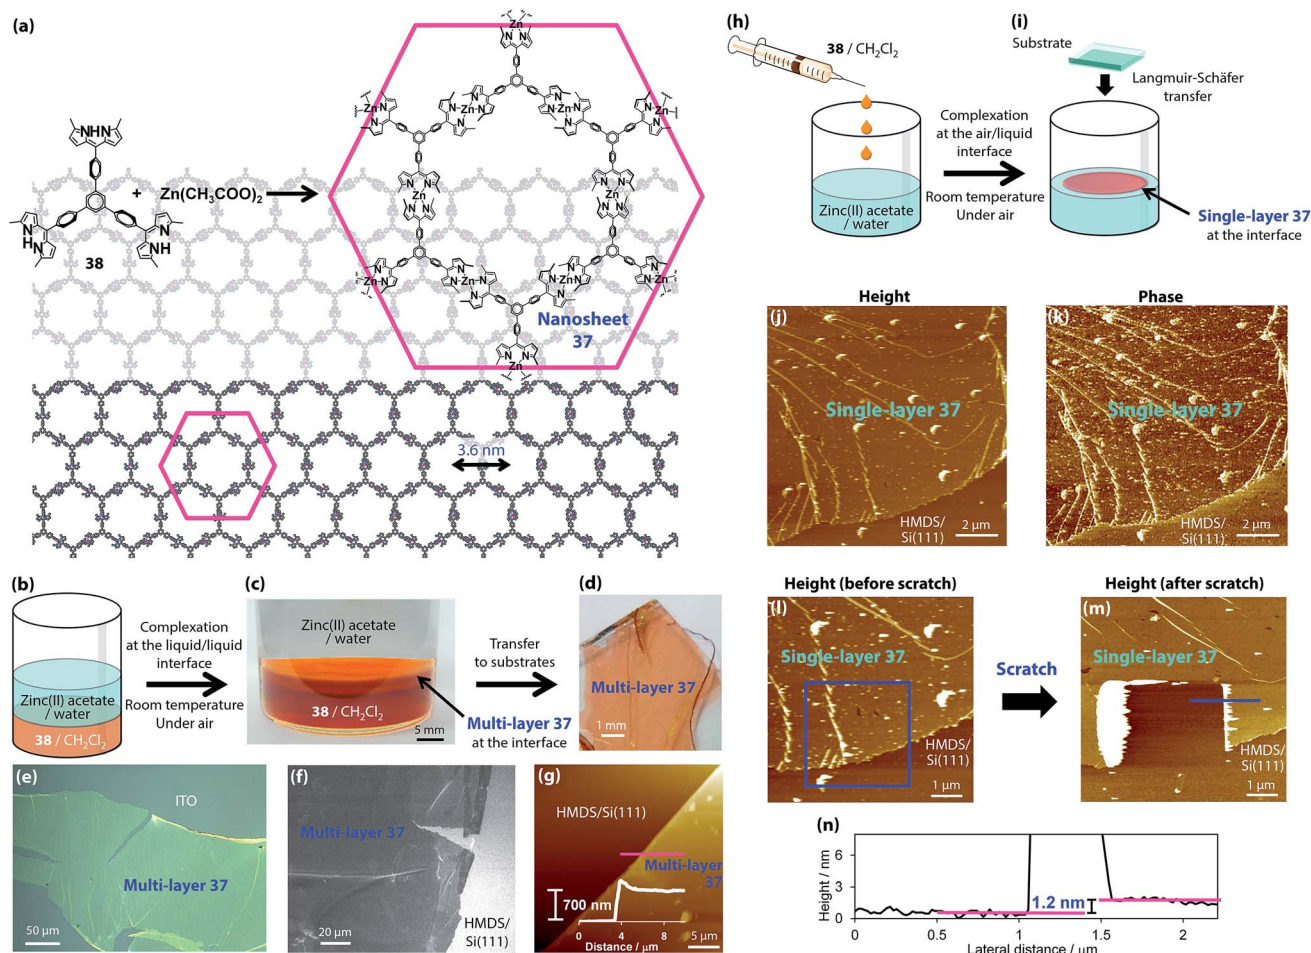 (a)
Zn
NH N
38
+ Zn(CH₃COO)₂
Nanosheet
37
3.6 nm
(b)
Zinc(II) acetate
/ water
38 / CH₂Cl₂
Complexation
at the liquid/liquid
interface
Room temperature
Under air
(c)
Zinc(II) acetate
/ water
38 / CH₂Cl₂
5 mm
Transfer
to substrates
Multi-layer 37
at the interface
(d)
Multi-layer 37
1 mm
(e)
ITO
Multi-layer 37
50 μm
(f)
Multi-layer 37
HMDS/
Si(111)
20 μm
(g)
HMDS/Si(111)
Multi-layer
37
700 nm
0 4 8
Distance / μm
5 μm
(h)
38 / CH₂Cl₂
Zinc(II) acetate
/ water
Complexation
at the air/liquid
interface
Room temperature
Under air
(i)
Substrate
Langmuir-Schäfer
transfer
Single-layer 37
at the interface
Height
(j)
Single-layer 37
HMDS/
Si(111)
2 μm
Phase
(k)
Single-layer 37
HMDS/
Si(111)
2 μm
Height (before scratch)
(l)
Single-layer 37
HMDS/
Si(111)
1 μm
Scratch
Height (after scratch)
(m)
Single-layer 37
HMDS/
Si(111)
1 μm
(n)
Height / nm
6
3
0
1.2 nm
0 0.5 1 1.5 2
Lateral distance / μm